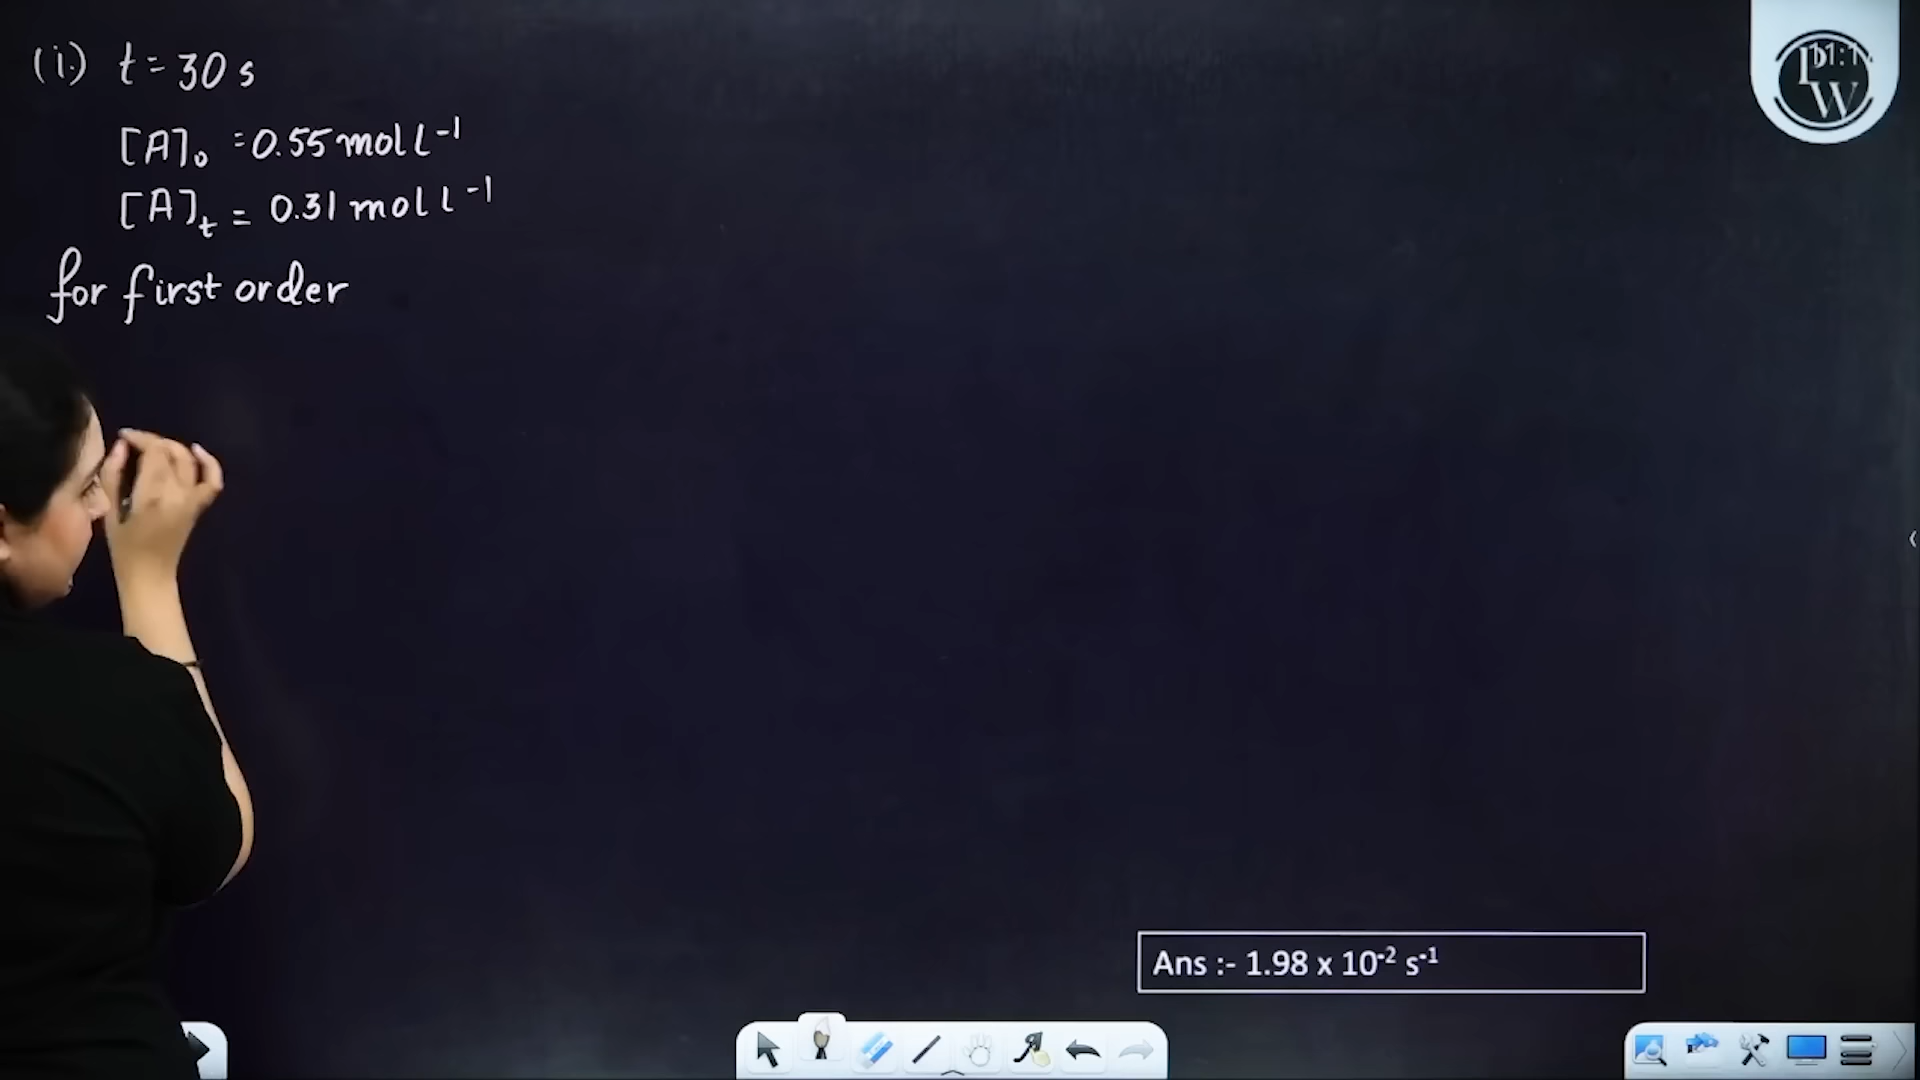 (i.) t = 30 s
[A]₀ = 0.55 mol L⁻¹
[A]ₜ = 0.31 mol L⁻¹
for first order
Ans :- 1.98 x 10⁻² s⁻¹
PW